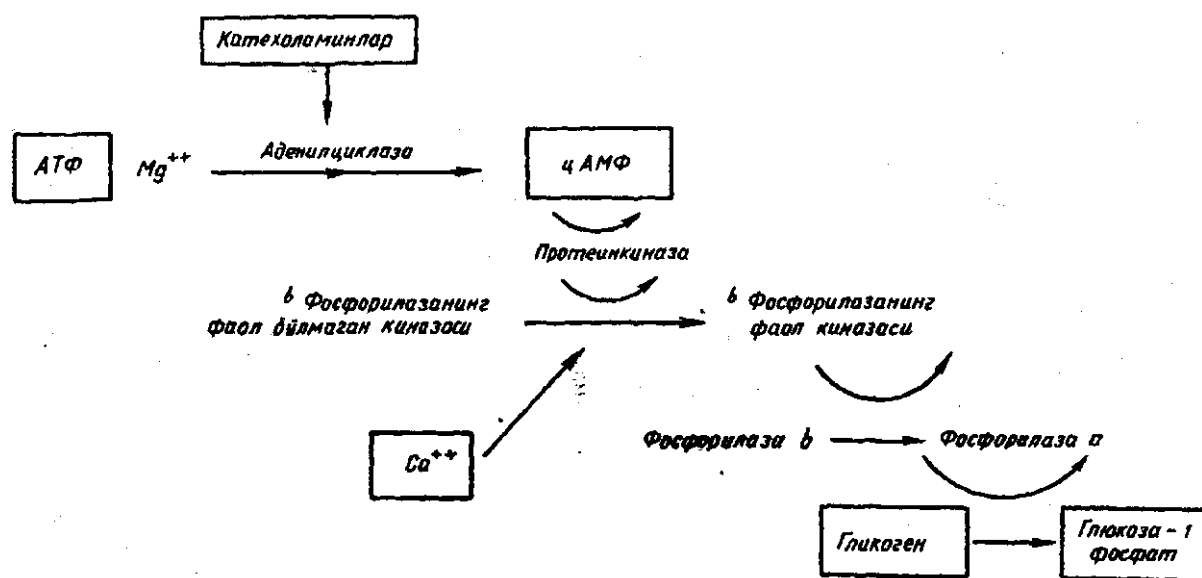 Катехоламинлар
АТФ Mg++ Аденилциклаза ц АМФ
Протеинкиназа
b Фосфорилазанинг
фаол бўлмаган киназоси
b Фосфорилазанинг
фаол киназаси
Ca++
Фосфорилаза b
Фосфорилаза a
Гликоген
Глюкоза - 1
фосфат